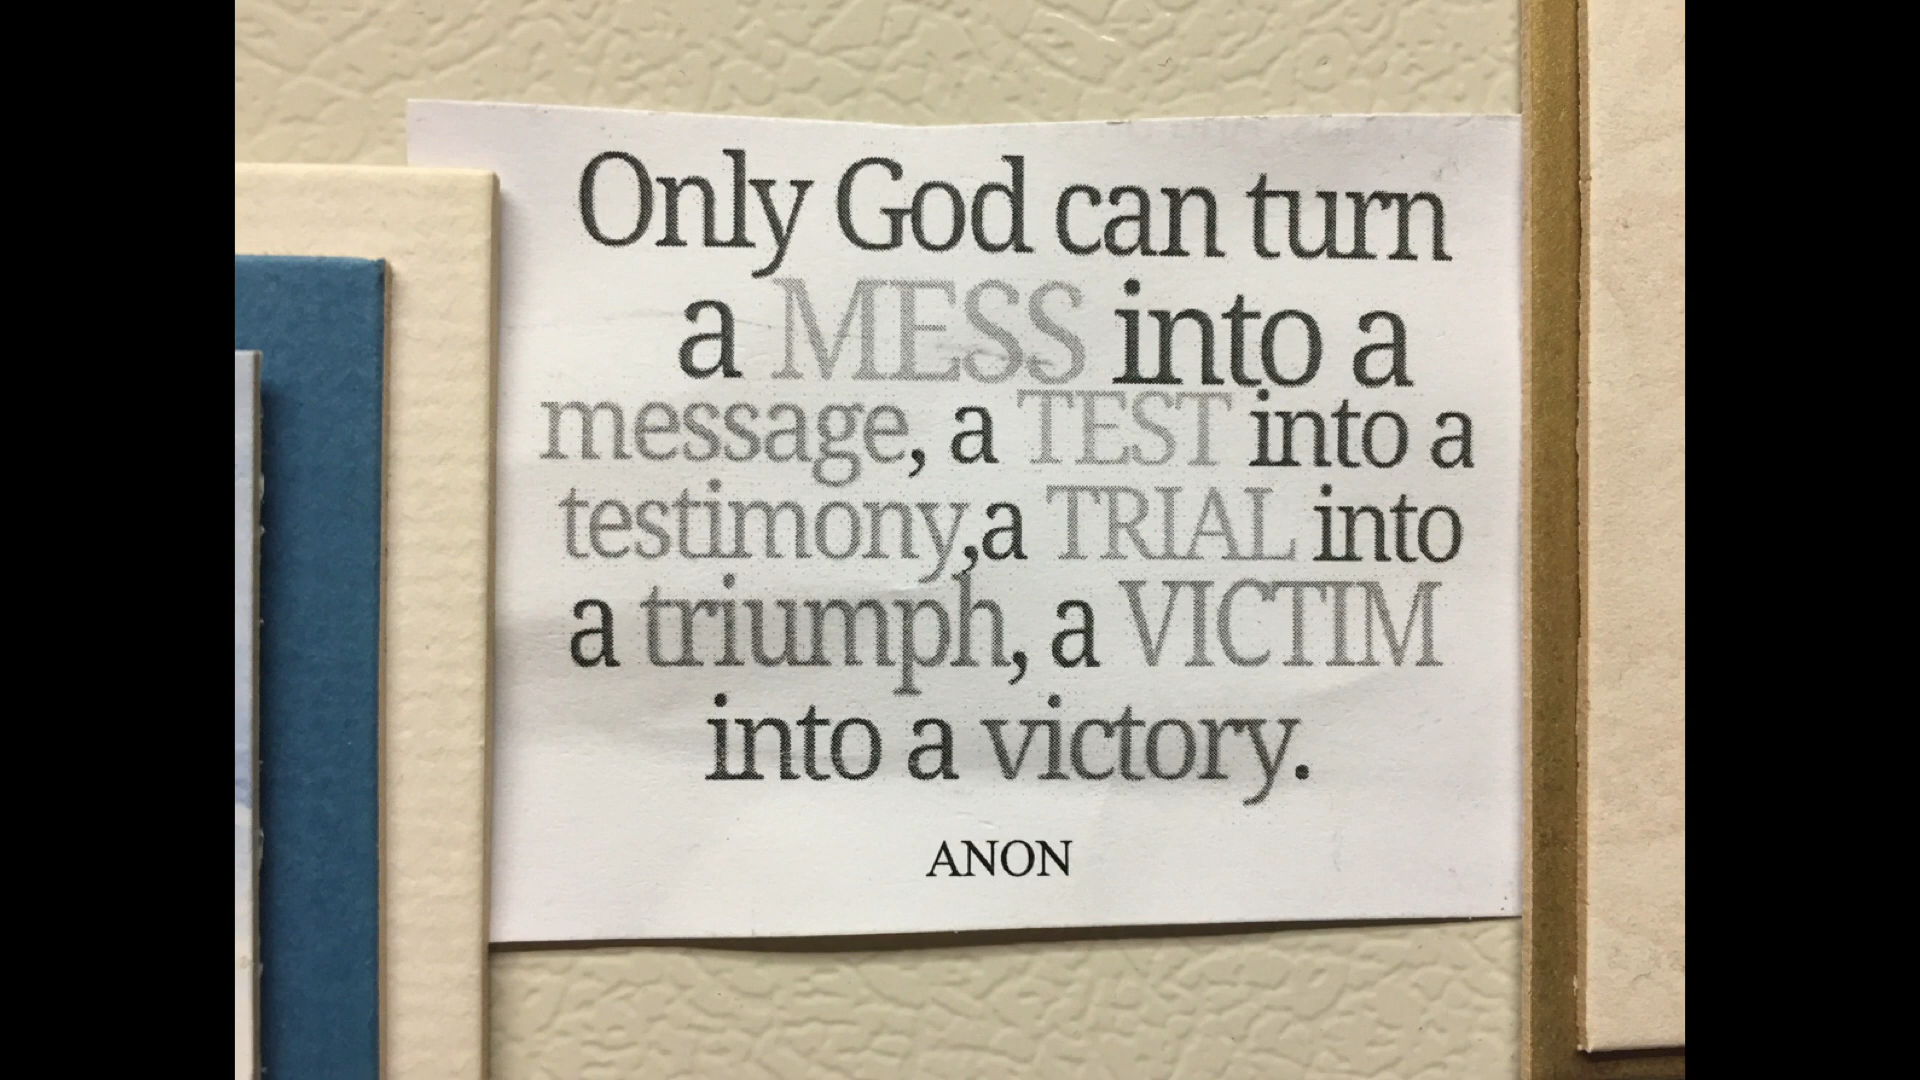 Only God can turn
a MESS into a
message, a TEST into a
testimony,a TRIAL into
a triumph, a VICTIM
into a victory.
ANON